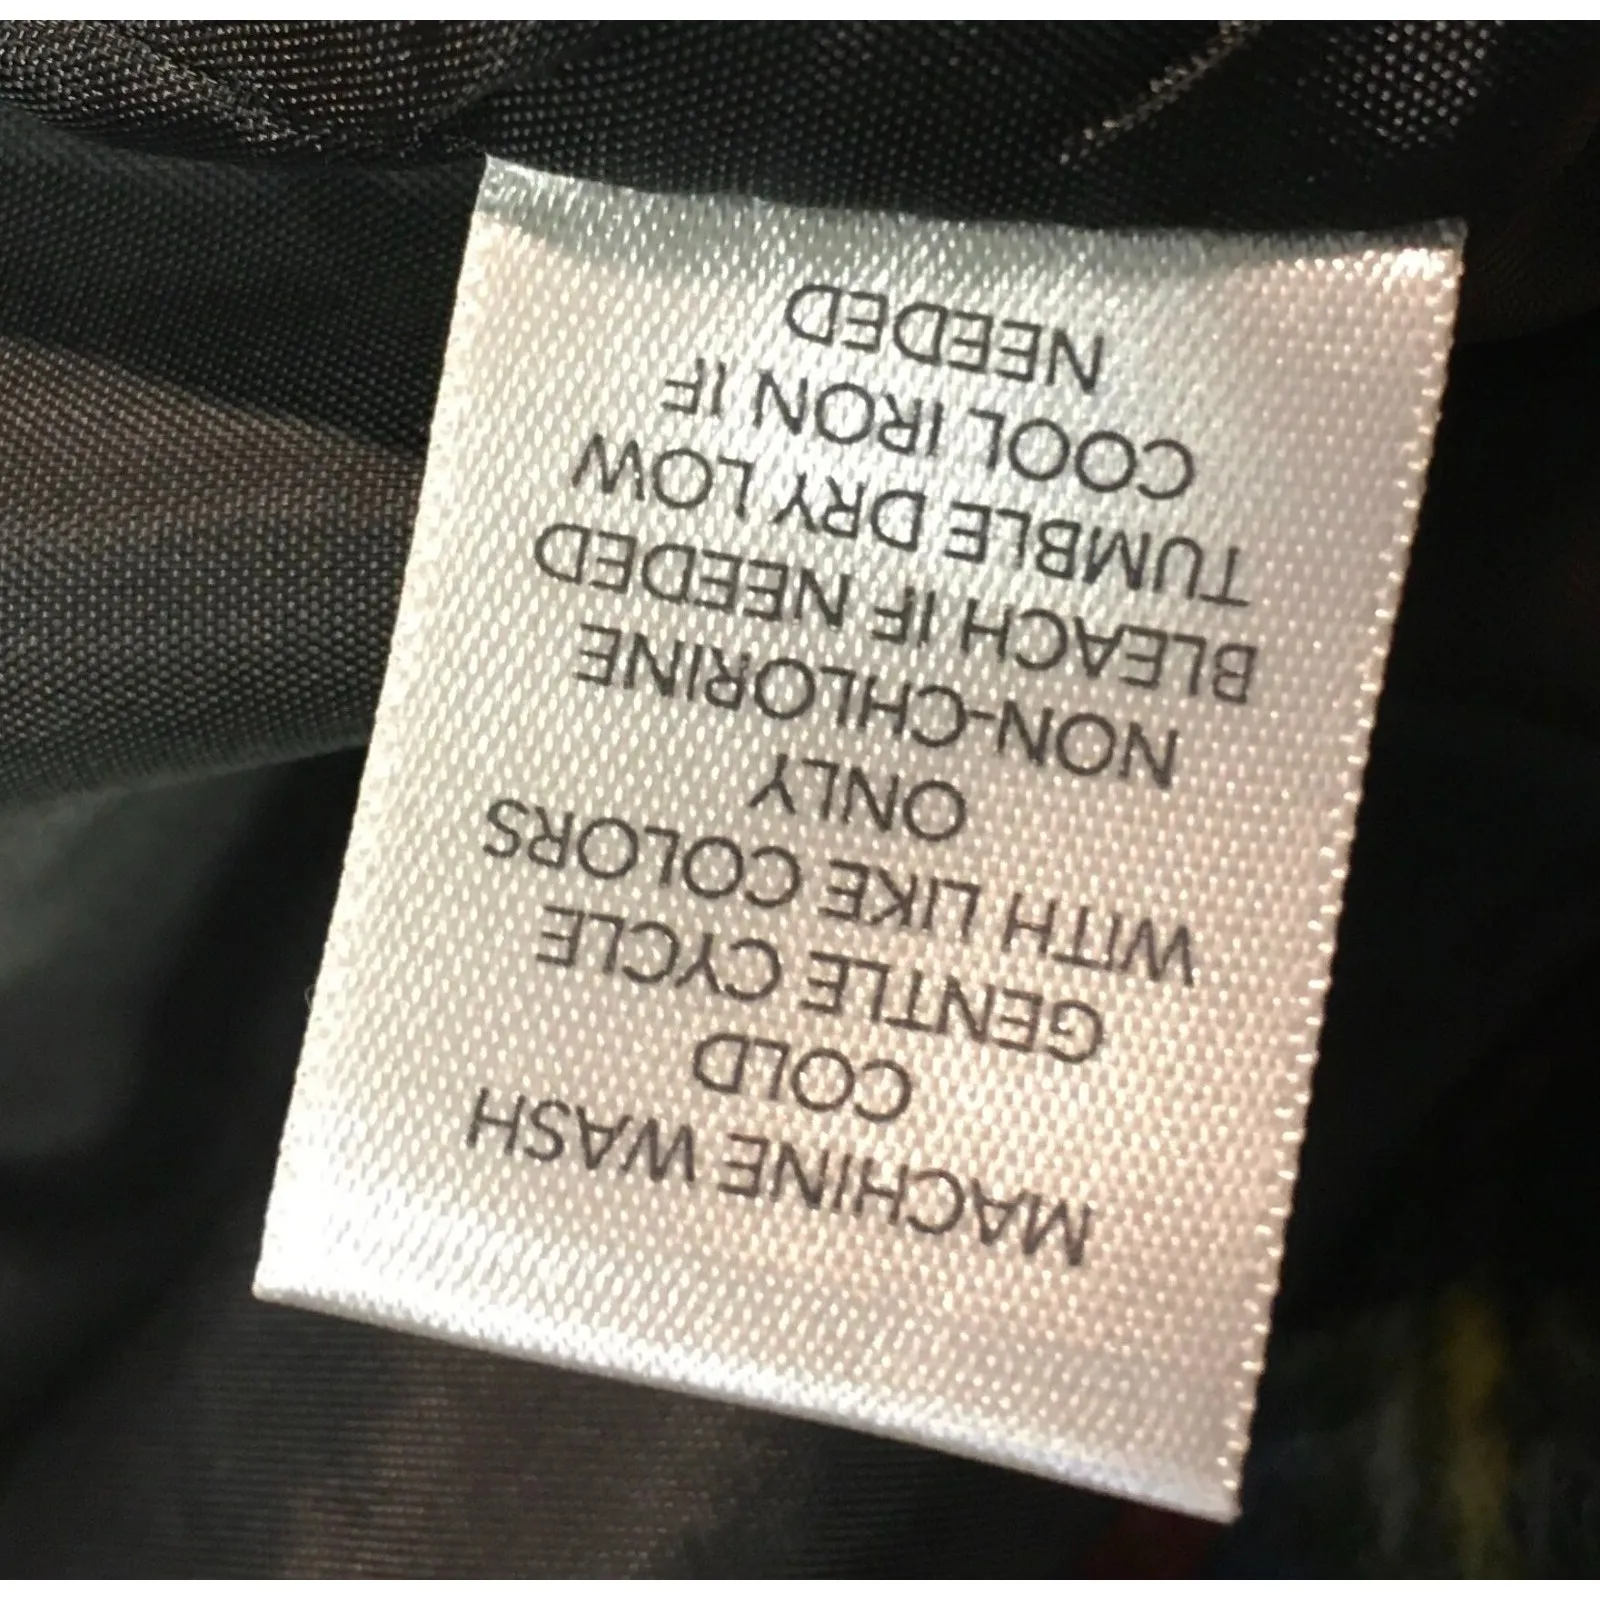 MACHINE WASH
COLD
GENTLE CYCLE
WITH LIKE COLORS
ONLY
NON-CHLORINE
BLEACH IF NEEDED
TUMBLE DRY LOW
COOL IRON IF
NEEDED